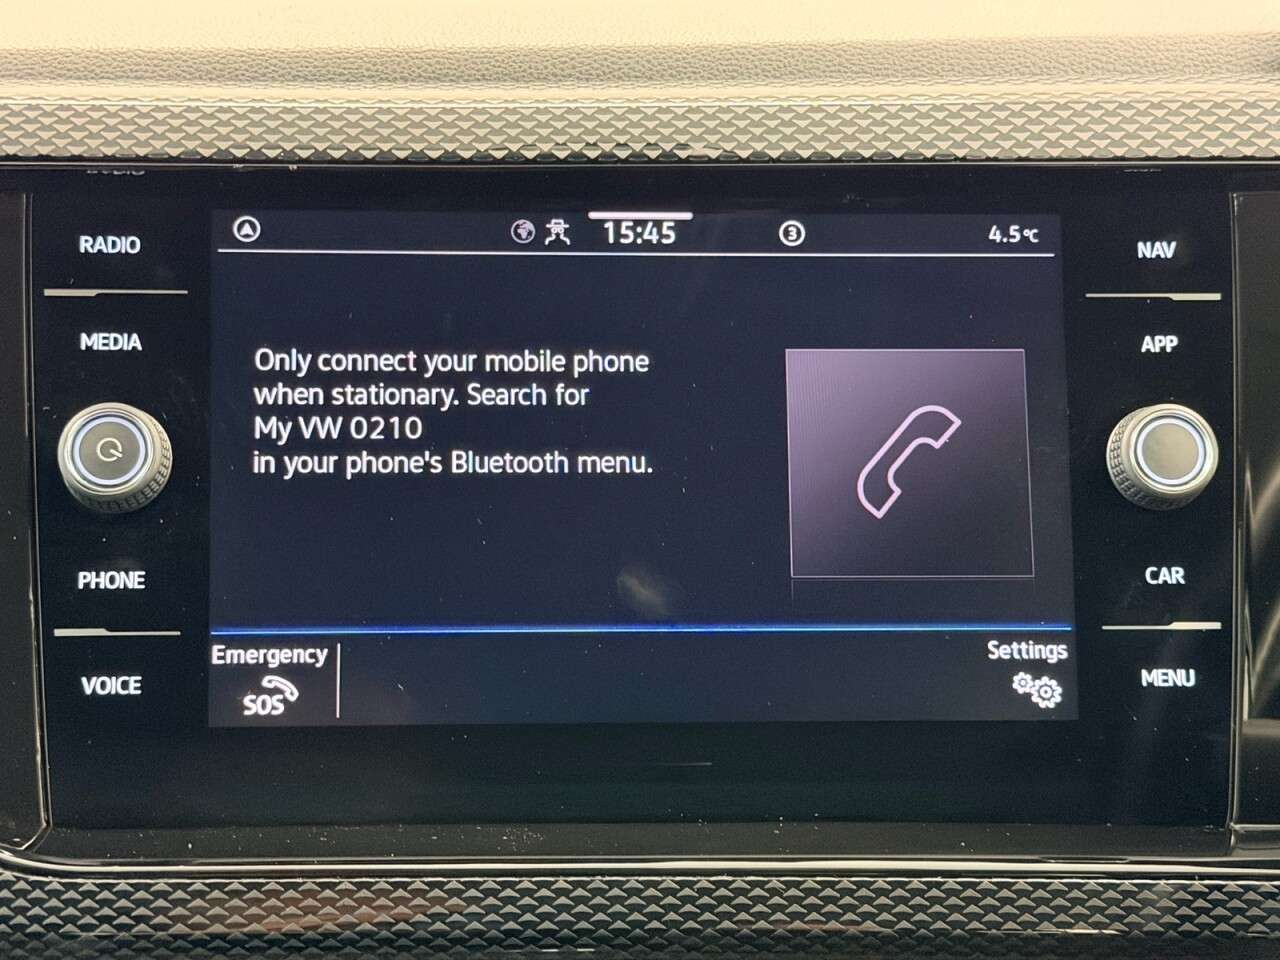 15:45
3
4.5°C
RADIO
MEDIA
PHONE
VOICE
Only connect your mobile phone
when stationary. Search for
My VW 0210
in your phone's Bluetooth menu.
Emergency
SOS
Settings
NAV
APP
CAR
MENU